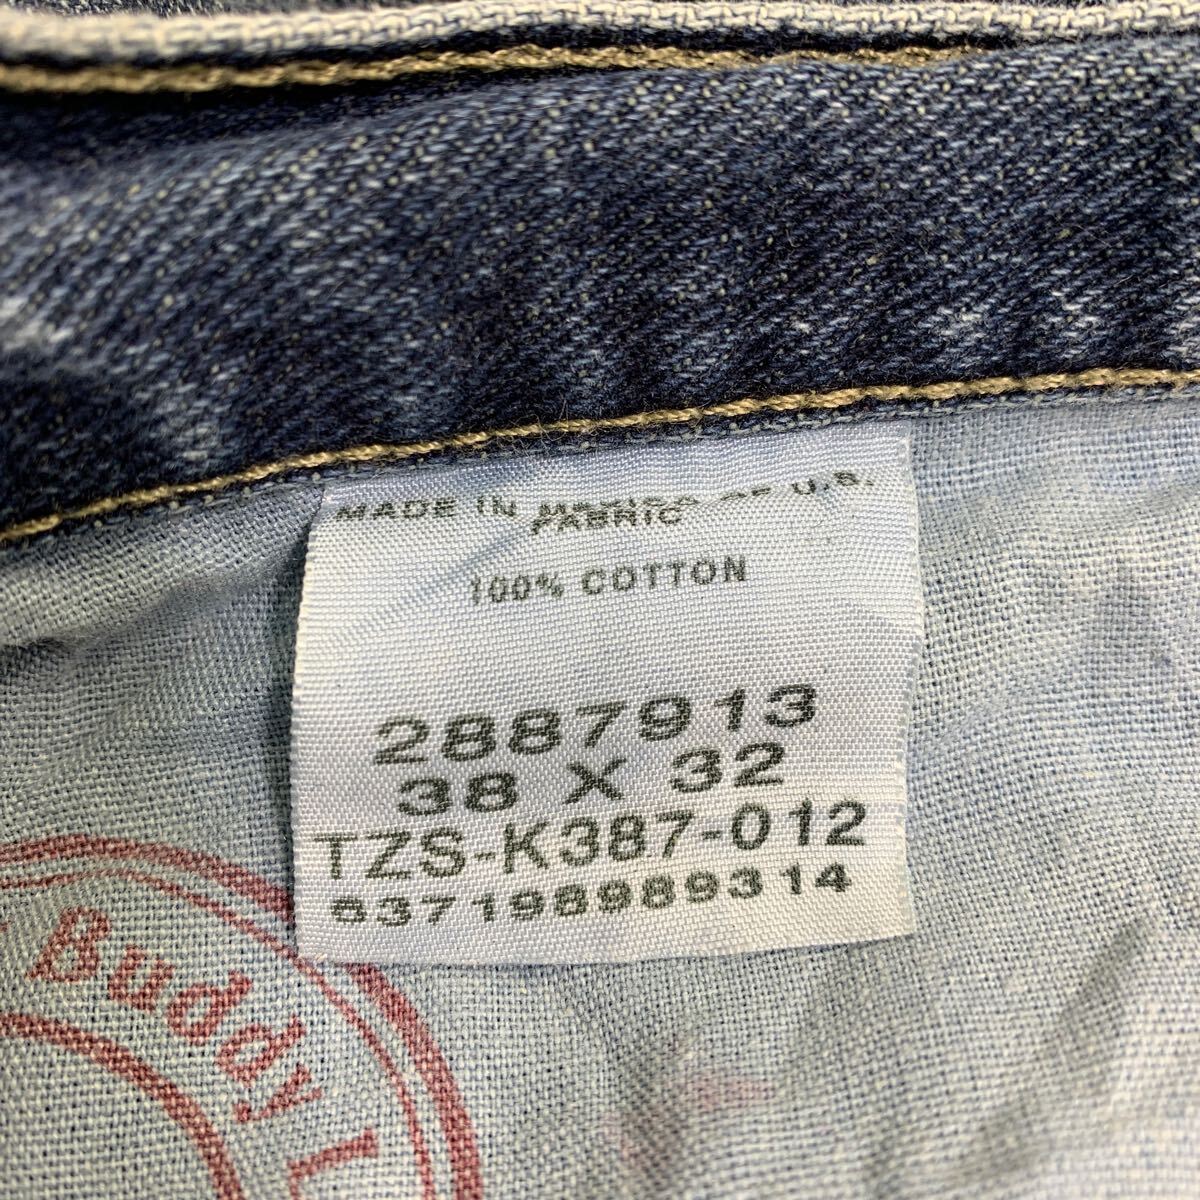 MADE IN MEXICO OF U.S.
FABRIC
100% COTTON
2887913
38 X 32
TZS-K387-012
637198989314
Buddy L